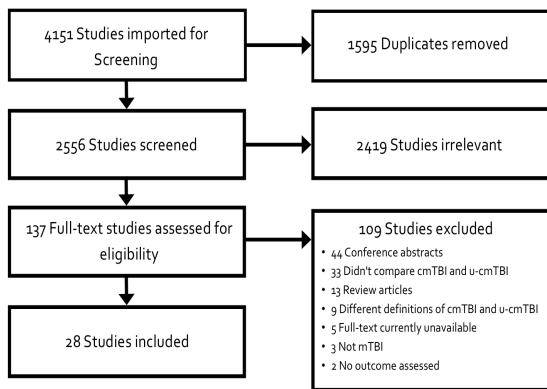 4151 Studies imported for
Screening
1595 Duplicates removed
2556 Studies screened
2419 Studies irrelevant
137 Full-text studies assessed for
eligibility
109 Studies excluded
• 44 Conference abstracts
• 33 Didn't compare cmTBI and u-cmTBI
• 13 Review articles
• 9 Different definitions of cmTBI and u-cmTBI
• 5 Full-text currently unavailable
• 3 Not mTBI
• 2 No outcome assessed
28 Studies included